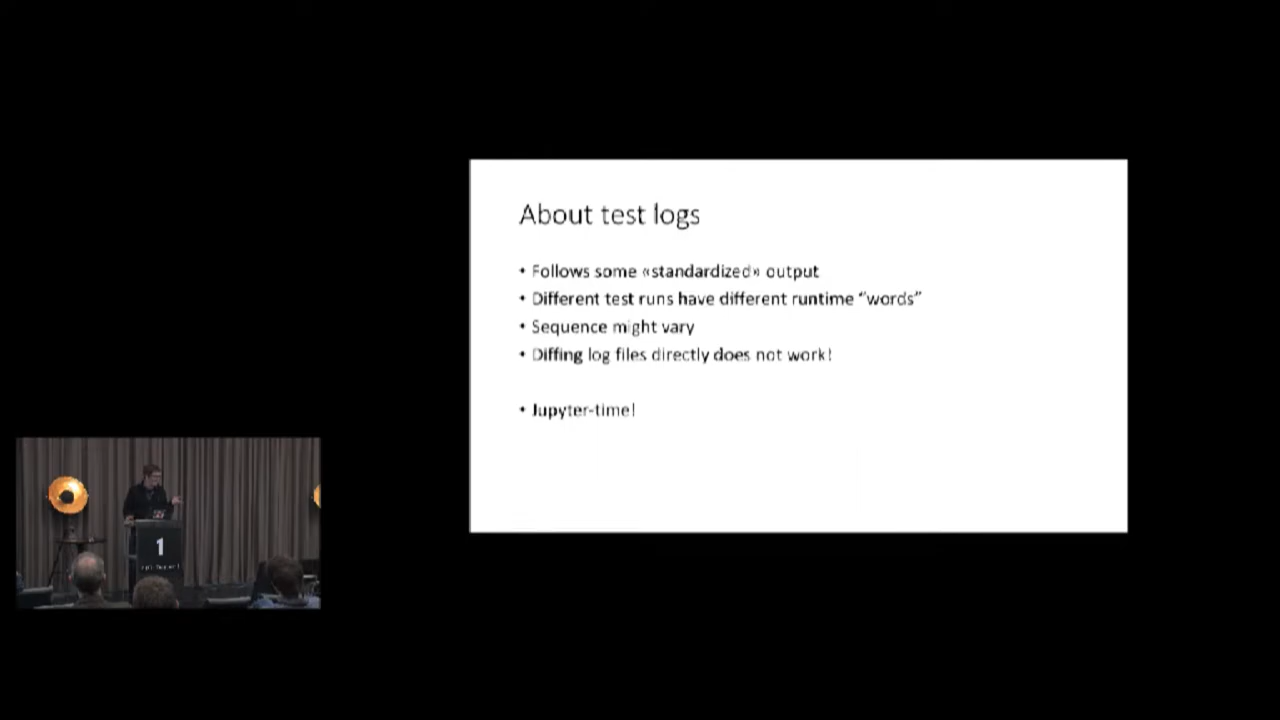 About test logs
• Follows some «standardized» output
• Different test runs have different runtime “words”
• Sequence might vary
• Diffing log files directly does not work!
• Jupyter-time!
1